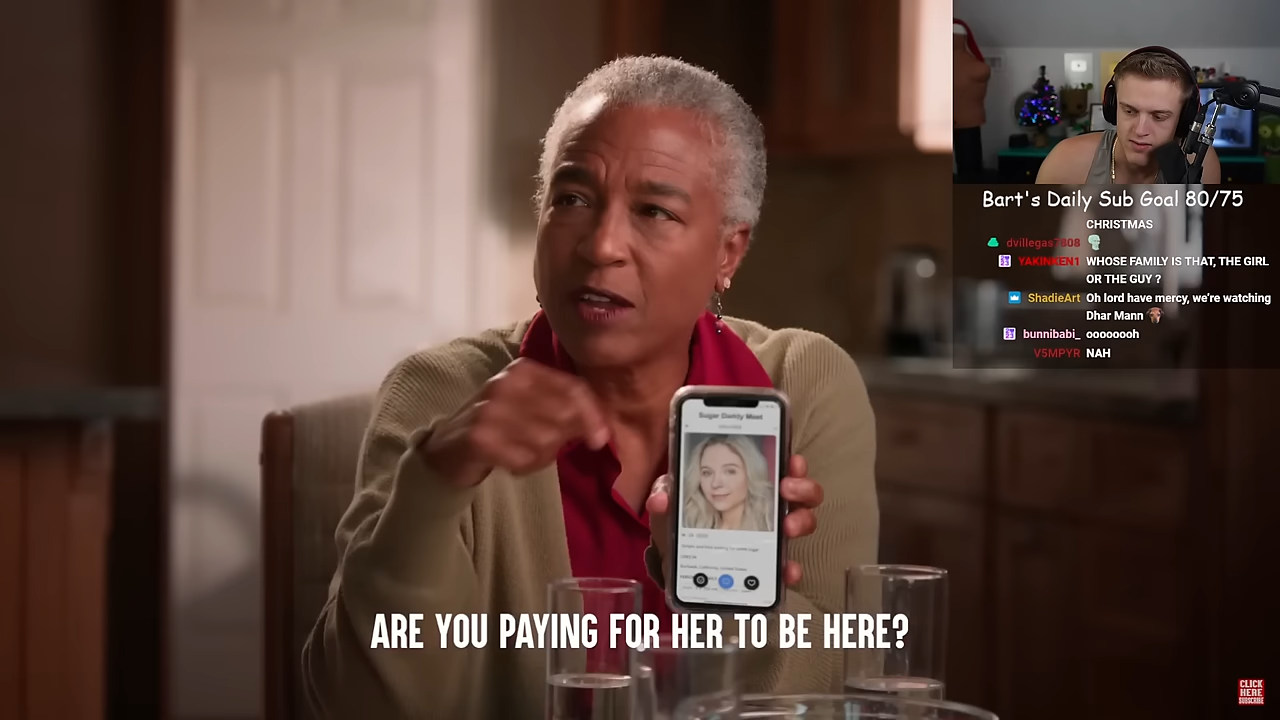 Bart's Daily Sub Goal 80/75
CHRISTMAS
dvillegas7808
YAKINKEN1 WHOSE FAMILY IS THAT, THE GIRL
OR THE GUY ?
ShadieArt Oh lord have mercy, we're watching
Dhar Mann
bunnibabi_ oooooooh
V5MPYR NAH
Sugar Daddy Meet
ARE YOU PAYING FOR HER TO BE HERE?
CLICK
HERE
SUBSCRIBE